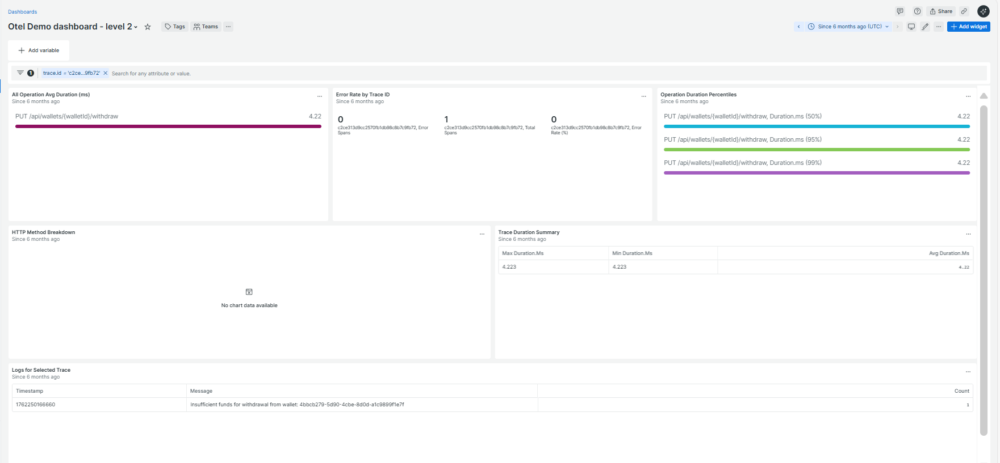 Dashboards
Share
Otel Demo dashboard - level 2
Tags
Teams
Since 6 months ago (UTC)
Add widget
Add variable
1
trace.id = 'c2ce...9fb72'
Search for any attribute or value.
All Operation Avg Duration (ms)
Since 6 months ago
PUT /api/wallets/{walletId}/withdraw
4.22
Error Rate by Trace ID
Since 6 months ago
0
c2ce313d9cc2570fb1db98c8b7c9fb72, Error
Spans
1
c2ce313d9cc2570fb1db98c8b7c9fb72, Total
Spans
0
c2ce313d9cc2570fb1db98c8b7c9fb72, Error
Rate (%)
Operation Duration Percentiles
Since 6 months ago
PUT /api/wallets/{walletId}/withdraw, Duration.ms (50%)
4.22
PUT /api/wallets/{walletId}/withdraw, Duration.ms (95%)
4.22
PUT /api/wallets/{walletId}/withdraw, Duration.ms (99%)
4.22
HTTP Method Breakdown
Since 6 months ago
No chart data available
Trace Duration Summary
Since 6 months ago
Max Duration.Ms
Min Duration.Ms
Avg Duration.Ms
4.223
4.223
4.22
Logs for Selected Trace
Since 6 months ago
Timestamp
Message
Count
1762250166660
Insufficient funds for withdrawal from wallet: 4bbcb279-5d90-4cbe-8d0d-a1c9899f1e7f
1